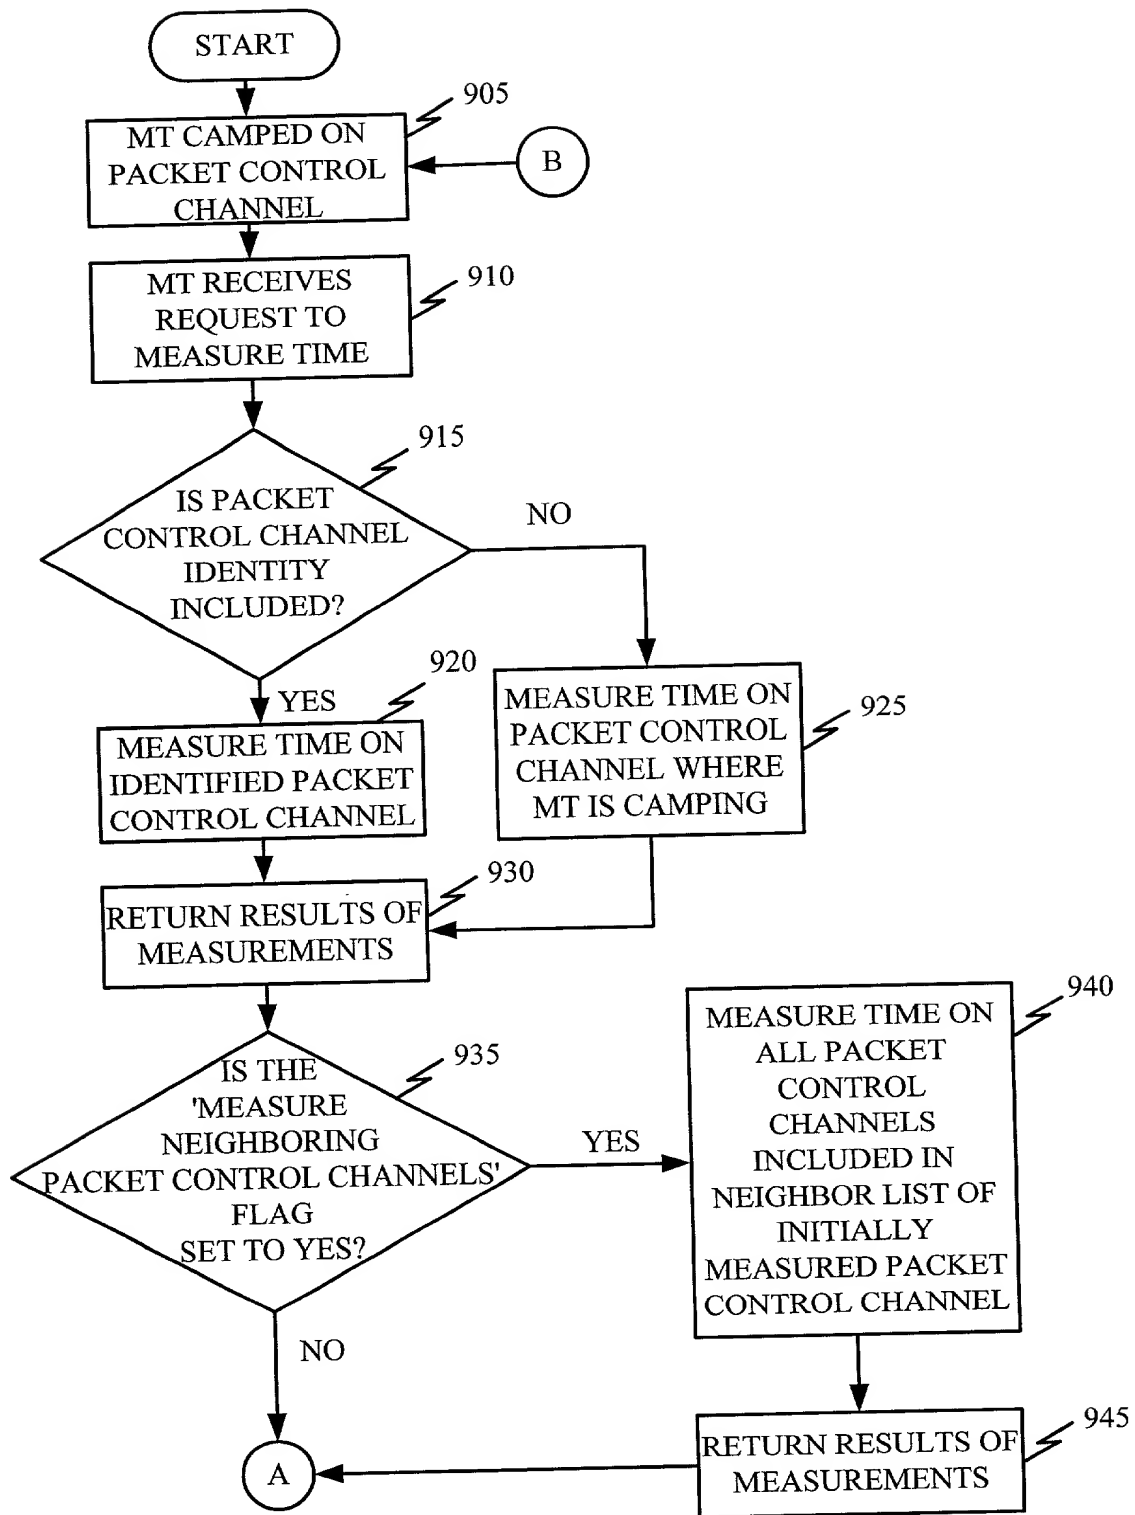 START
905
MT CAMPED ON
PACKET CONTROL
CHANNEL
B
MT RECEIVES
REQUEST TO
MEASURE TIME
910
915
IS PACKET
CONTROL CHANNEL
IDENTITY
INCLUDED?
NO
YES
920
MEASURE TIME ON
IDENTIFIED PACKET
CONTROL CHANNEL
MEASURE TIME ON
PACKET CONTROL
CHANNEL WHERE
MT IS CAMPING
925
930
RETURN RESULTS OF
MEASUREMENTS
935
IS THE
'MEASURE
NEIGHBORING
PACKET CONTROL CHANNELS'
FLAG
SET TO YES?
YES
940
MEASURE TIME ON
ALL PACKET
CONTROL
CHANNELS
INCLUDED IN
NEIGHBOR LIST OF
INITIALLY
MEASURED PACKET
CONTROL CHANNEL
NO
945
RETURN RESULTS OF
MEASUREMENTS
A